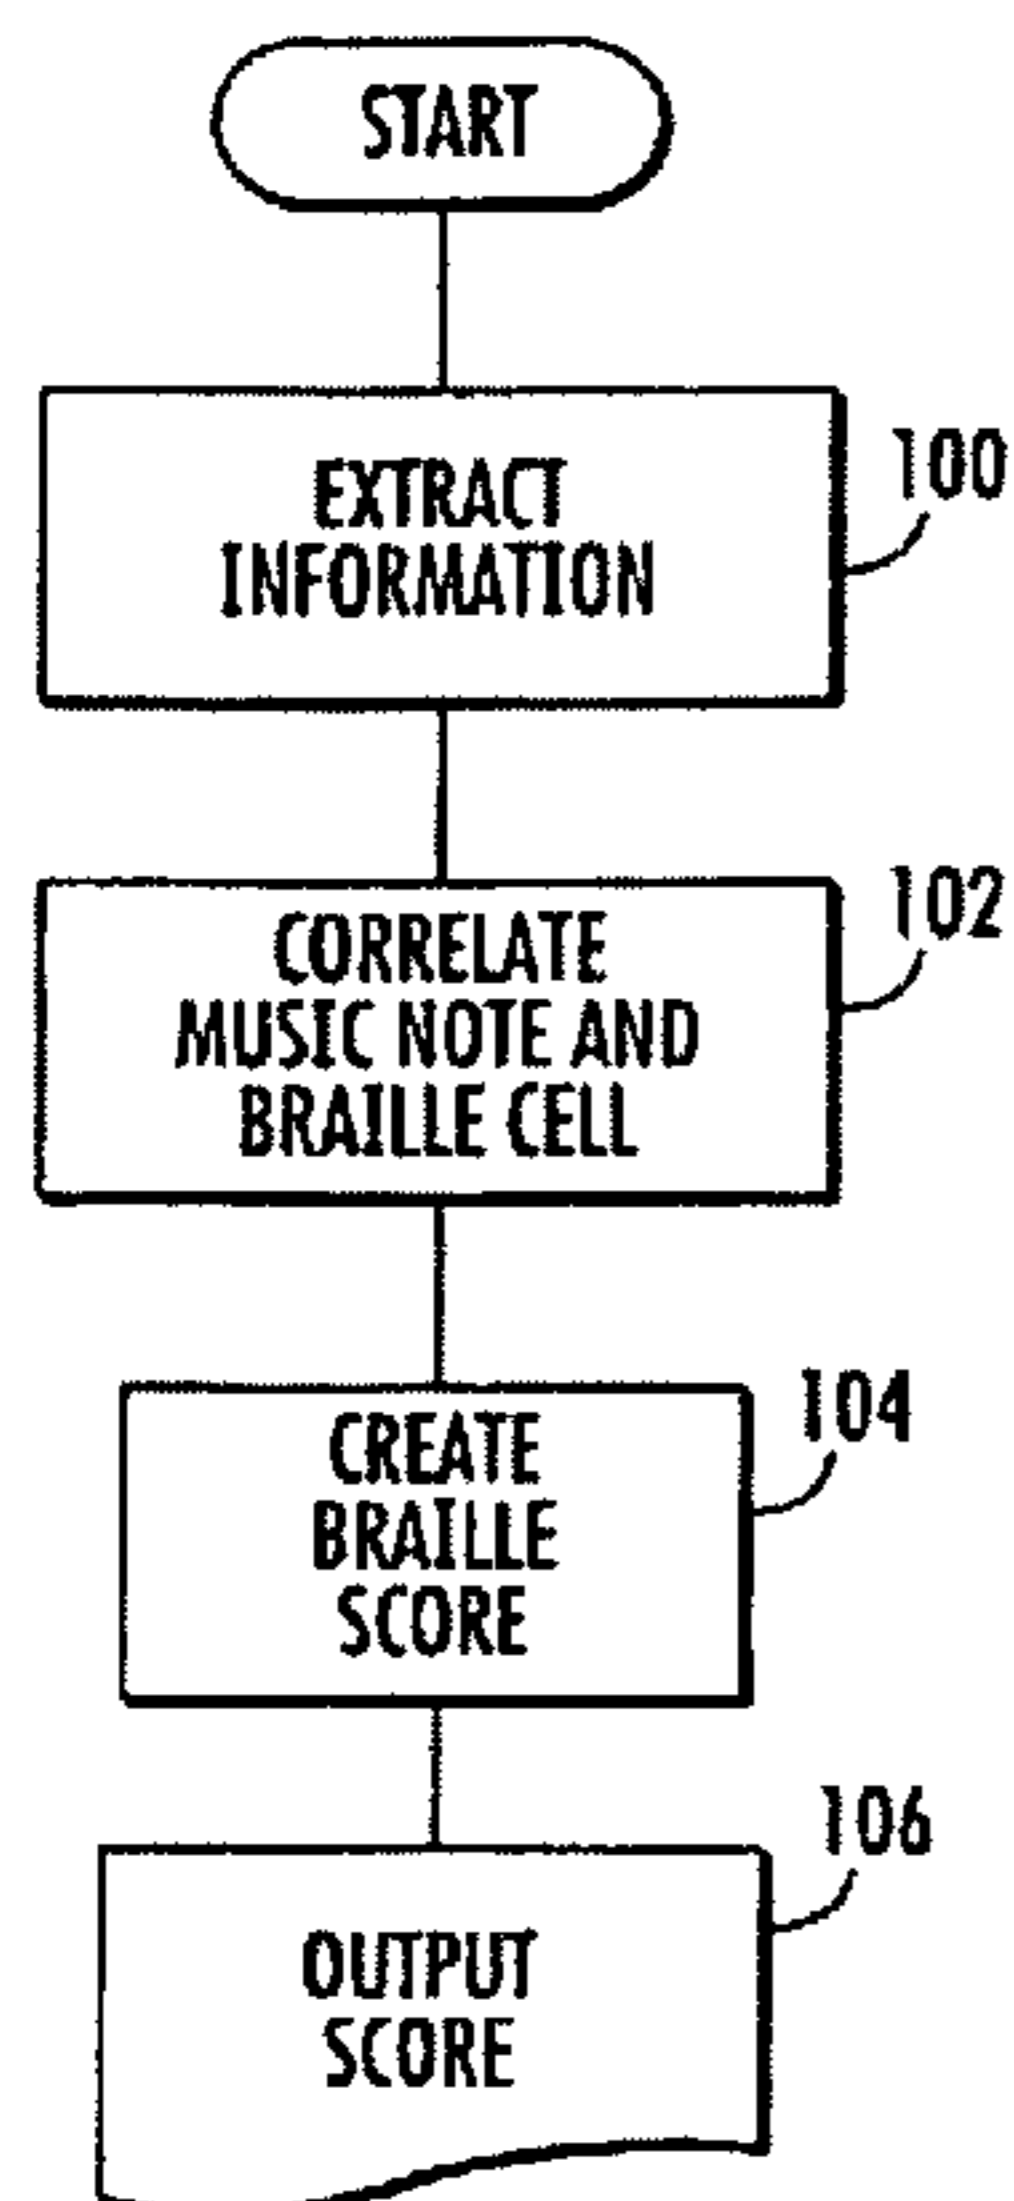 START
EXTRACT
INFORMATION
100
CORRELATE
MUSIC NOTE AND
BRAILLE CELL
102
CREATE
BRAILLE
SCORE
104
OUTPUT
SCORE
106